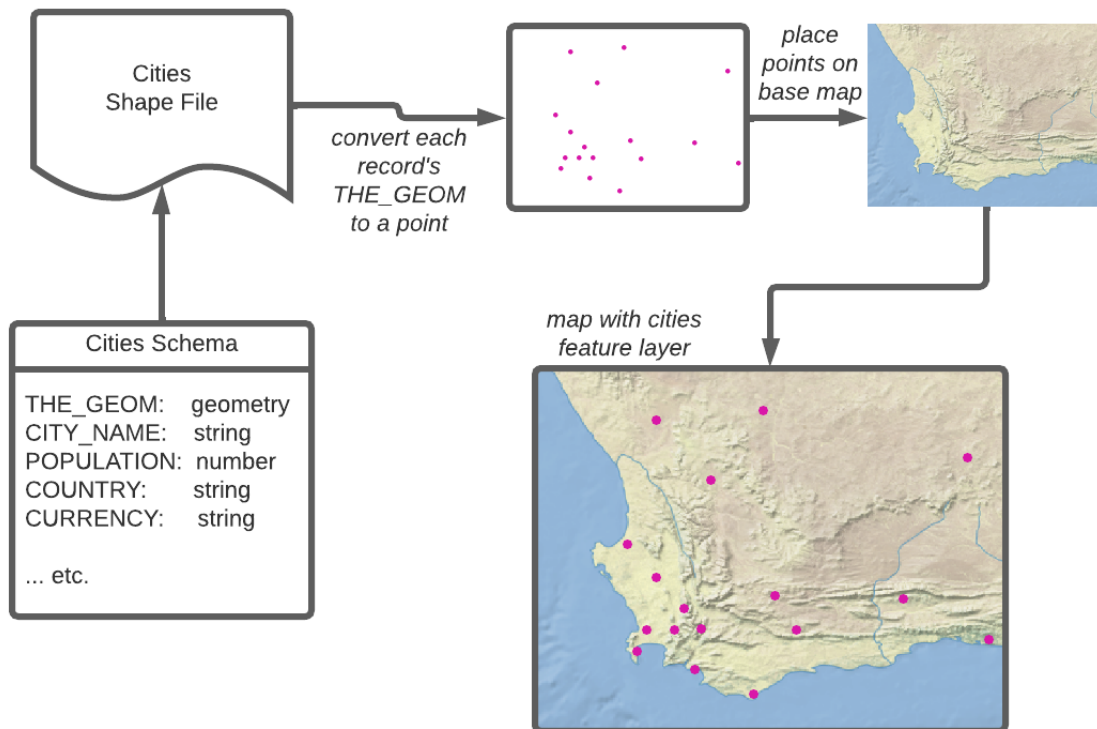 Cities
Shape File
convert each
record's
THE_GEOM
to a point
place
points on
base map
Cities Schema
THE_GEOM: geometry
CITY_NAME: string
POPULATION: number
COUNTRY: string
CURRENCY: string
... etc.
map with cities
feature layer